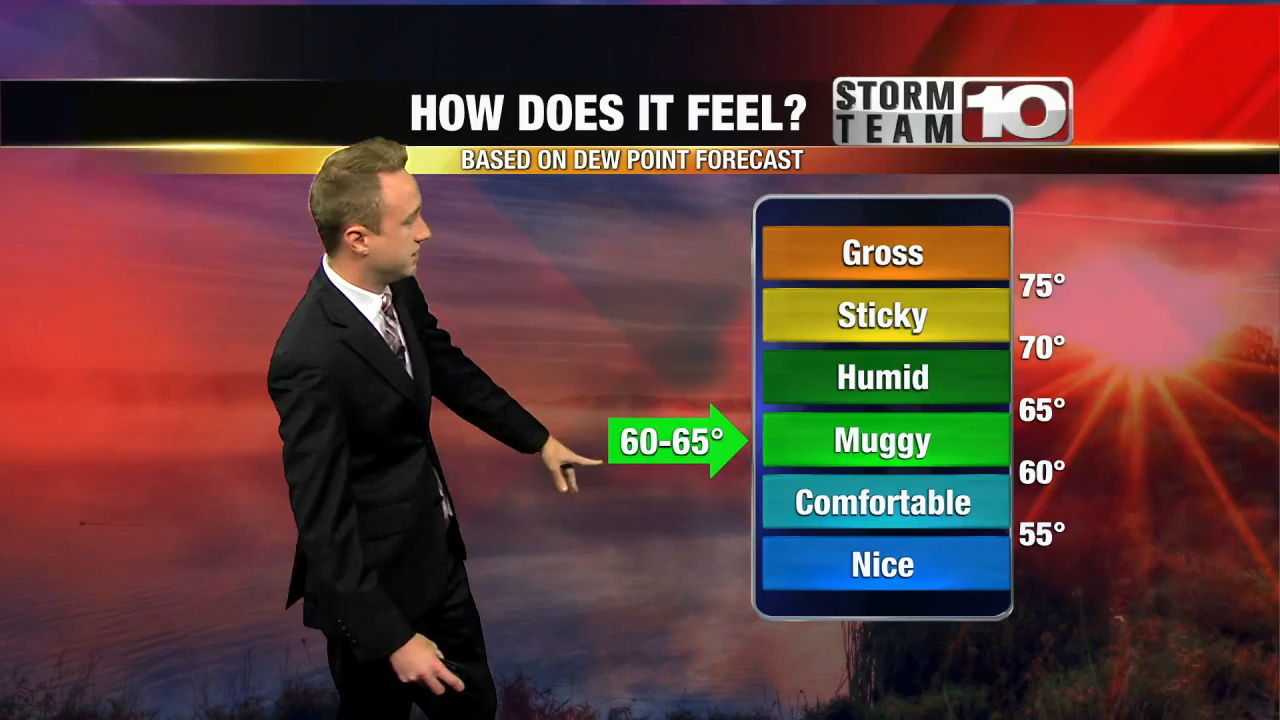 HOW DOES IT FEEL?
STORM TEAM 10
BASED ON DEW POINT FORECAST
Gross
75°
Sticky
70°
Humid
65°
60-65°
Muggy
60°
Comfortable
55°
Nice